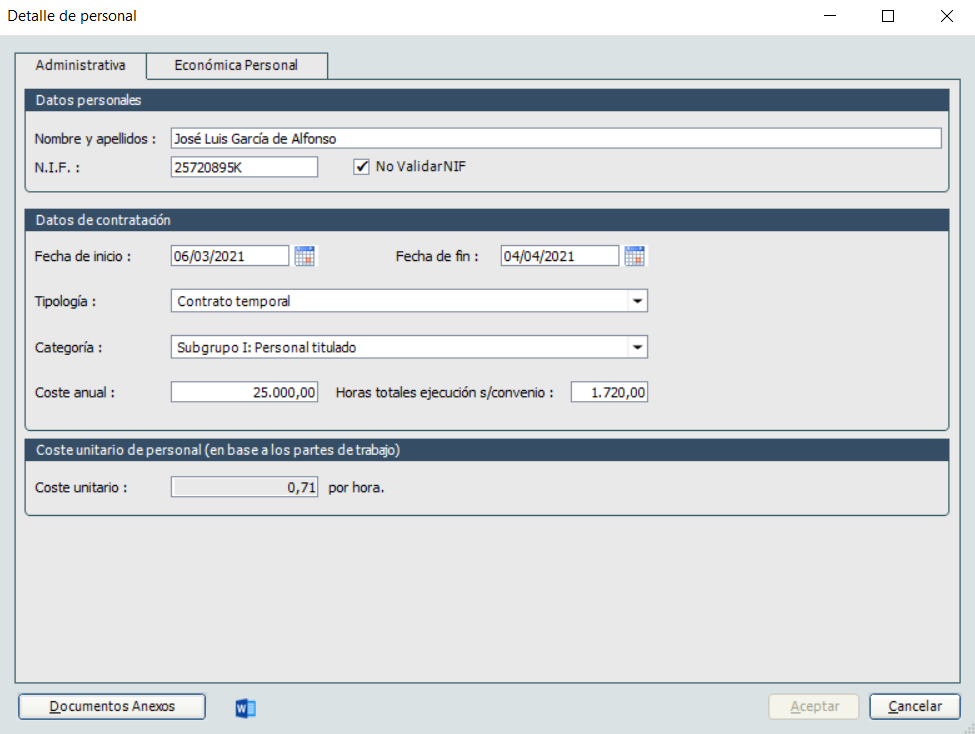 Detalle de personal
Administrativa Económica Personal
Datos personales
Nombre y apellidos : José Luis García de Alfonso
N.I.F. : 25720895K No ValidarNIF
Datos de contratación
Fecha de inicio : 06/03/2021 Fecha de fin : 04/04/2021
Tipología : Contrato temporal
Categoría : Subgrupo I: Personal titulado
Coste anual : 25.000,00 Horas totales ejecución s/convenio : 1.720,00
Coste unitario de personal (en base a los partes de trabajo)
Coste unitario : 0,71 por hora.
Documentos Anexos W Aceptar Cancelar